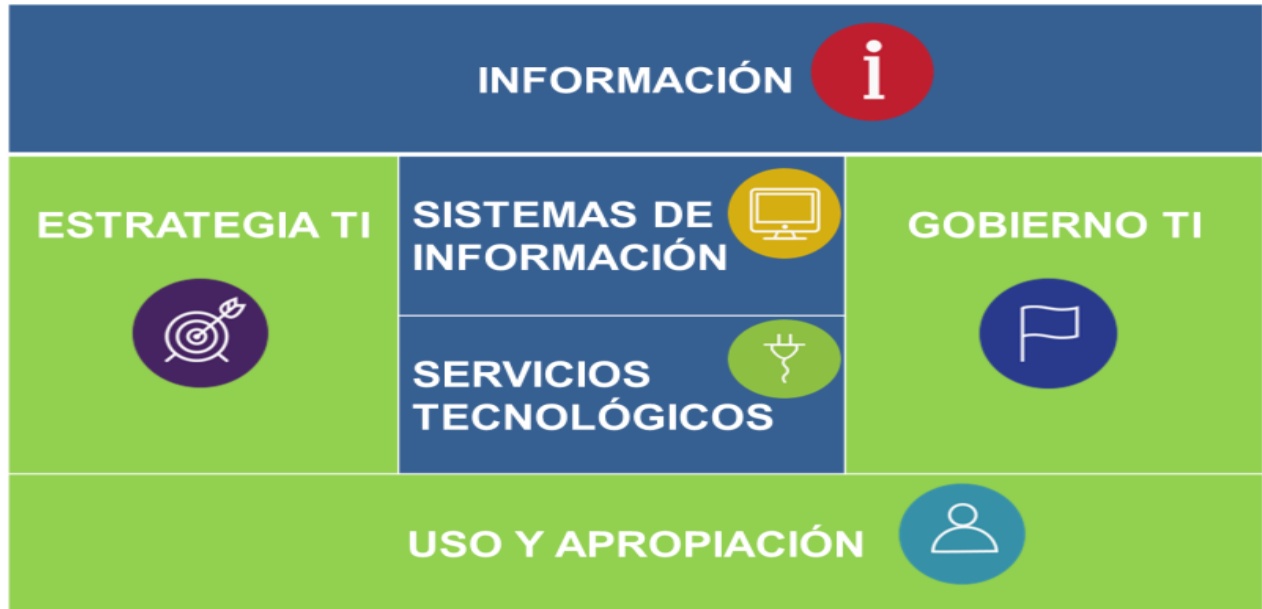 INFORMACIÓN
i
ESTRATEGIA TI
SISTEMAS DE
INFORMACIÓN
GOBIERNO TI
SERVICIOS
TECNOLÓGICOS
USO Y APROPIACIÓN